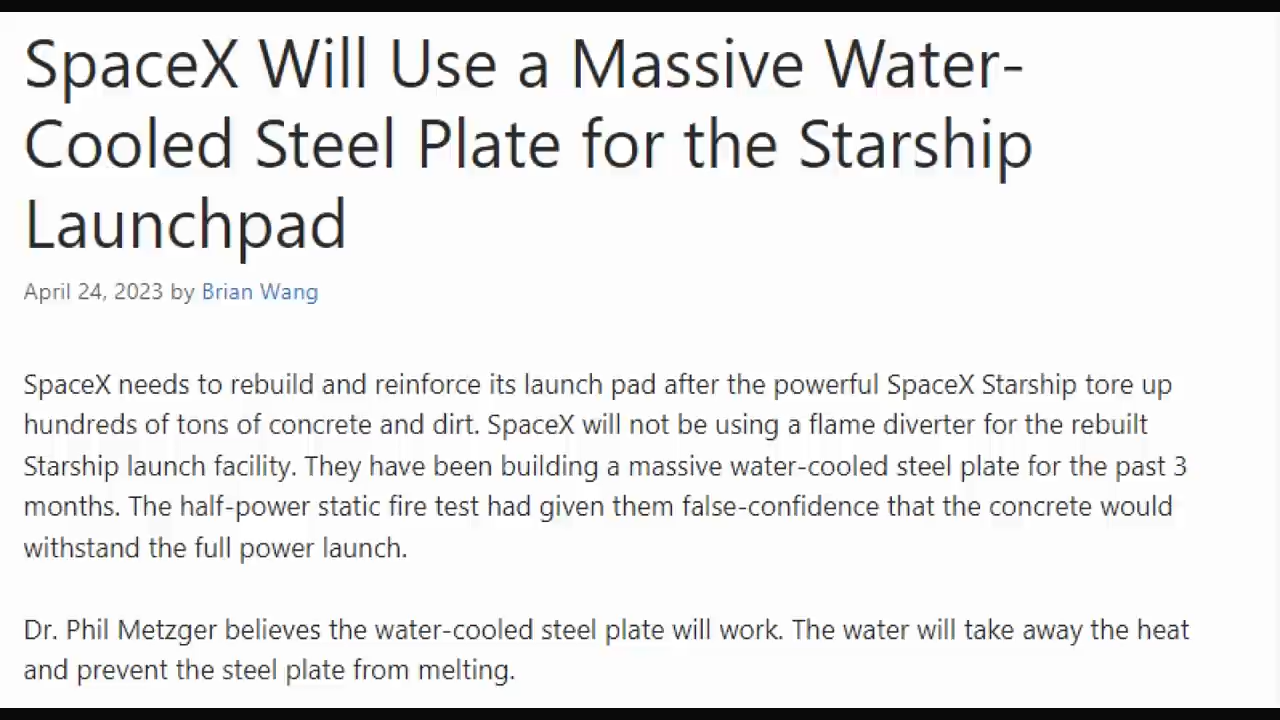 SpaceX Will Use a Massive Water-
Cooled Steel Plate for the Starship
Launchpad
April 24, 2023 by Brian Wang
SpaceX needs to rebuild and reinforce its launch pad after the powerful SpaceX Starship tore up
hundreds of tons of concrete and dirt. SpaceX will not be using a flame diverter for the rebuilt
Starship launch facility. They have been building a massive water-cooled steel plate for the past 3
months. The half-power static fire test had given them false-confidence that the concrete would
withstand the full power launch.
Dr. Phil Metzger believes the water-cooled steel plate will work. The water will take away the heat
and prevent the steel plate from melting.